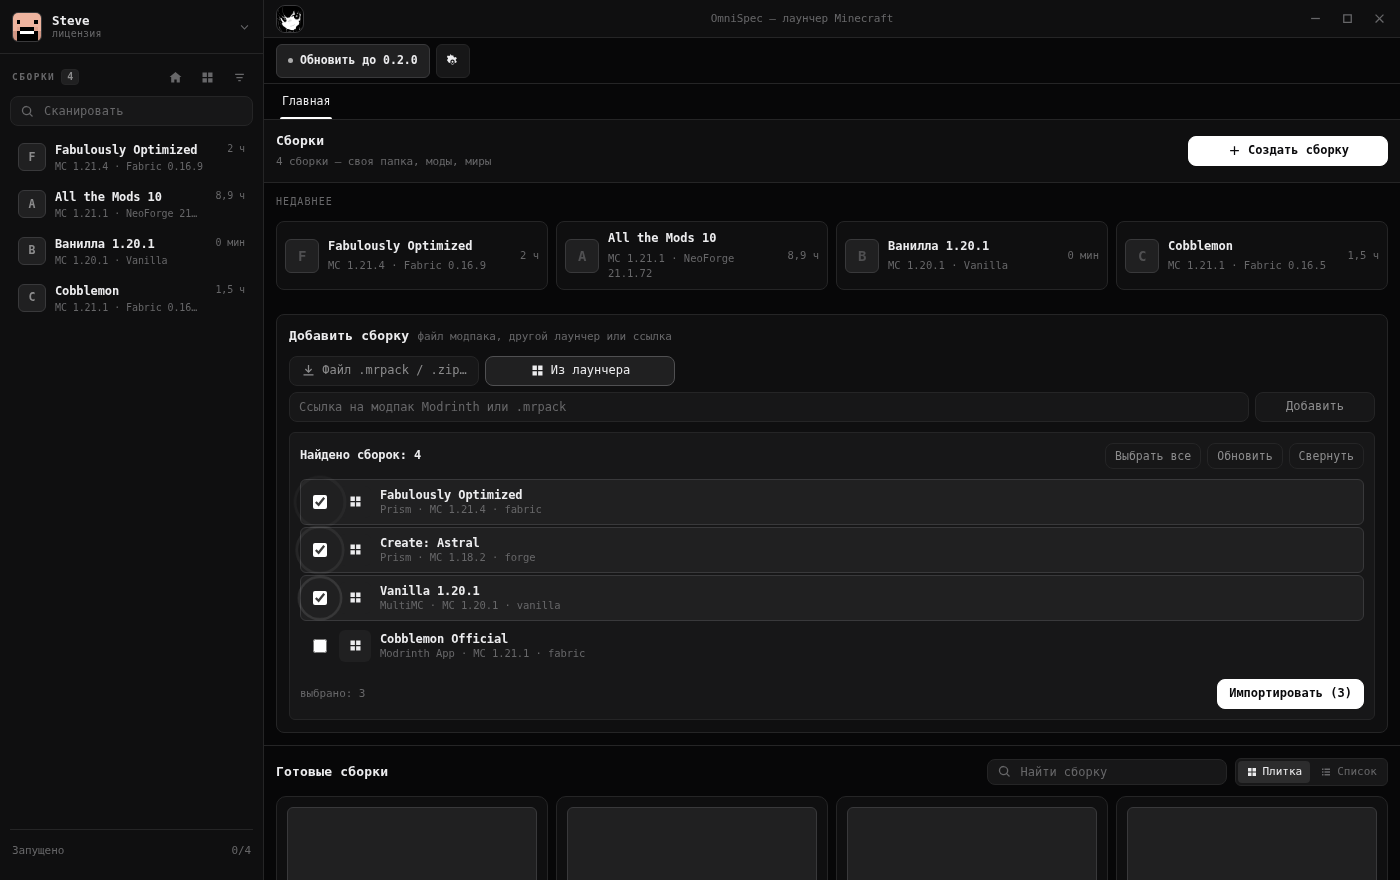 Steve
лицензия
OmniSpec — лаунчер Minecraft
Обновить до 0.2.0
СБОРКИ 4
Сканировать
F Fabulously Optimized 2 ч
MC 1.21.4 · Fabric 0.16.9
A All the Mods 10 8,9 ч
MC 1.21.1 · NeoForge 21…
B Ванилла 1.20.1 0 мин
MC 1.20.1 · Vanilla
C Cobblemon 1,5 ч
MC 1.21.1 · Fabric 0.16…
Запущено 0/4
Главная
Сборки
4 сборки — своя папка, моды, миры
Создать сборку
НЕДАВНЕЕ
F Fabulously Optimized 2 ч
MC 1.21.4 · Fabric 0.16.9
A All the Mods 10 8,9 ч
MC 1.21.1 · NeoForge
21.1.72
B Ванилла 1.20.1 0 мин
MC 1.20.1 · Vanilla
C Cobblemon 1,5 ч
MC 1.21.1 · Fabric 0.16.5
Добавить сборку файл модпака, другой лаунчер или ссылка
Файл .mrpack / .zip… Из лаунчера
Ссылка на модпак Modrinth или .mrpack Добавить
Найдено сборок: 4 Выбрать все Обновить Свернуть
Fabulously Optimized
Prism · MC 1.21.4 · fabric
Create: Astral
Prism · MC 1.18.2 · forge
Vanilla 1.20.1
MultiMC · MC 1.20.1 · vanilla
Cobblemon Official
Modrinth App · MC 1.21.1 · fabric
выбрано: 3 Импортировать (3)
Готовые сборки Найти сборку Плитка Список